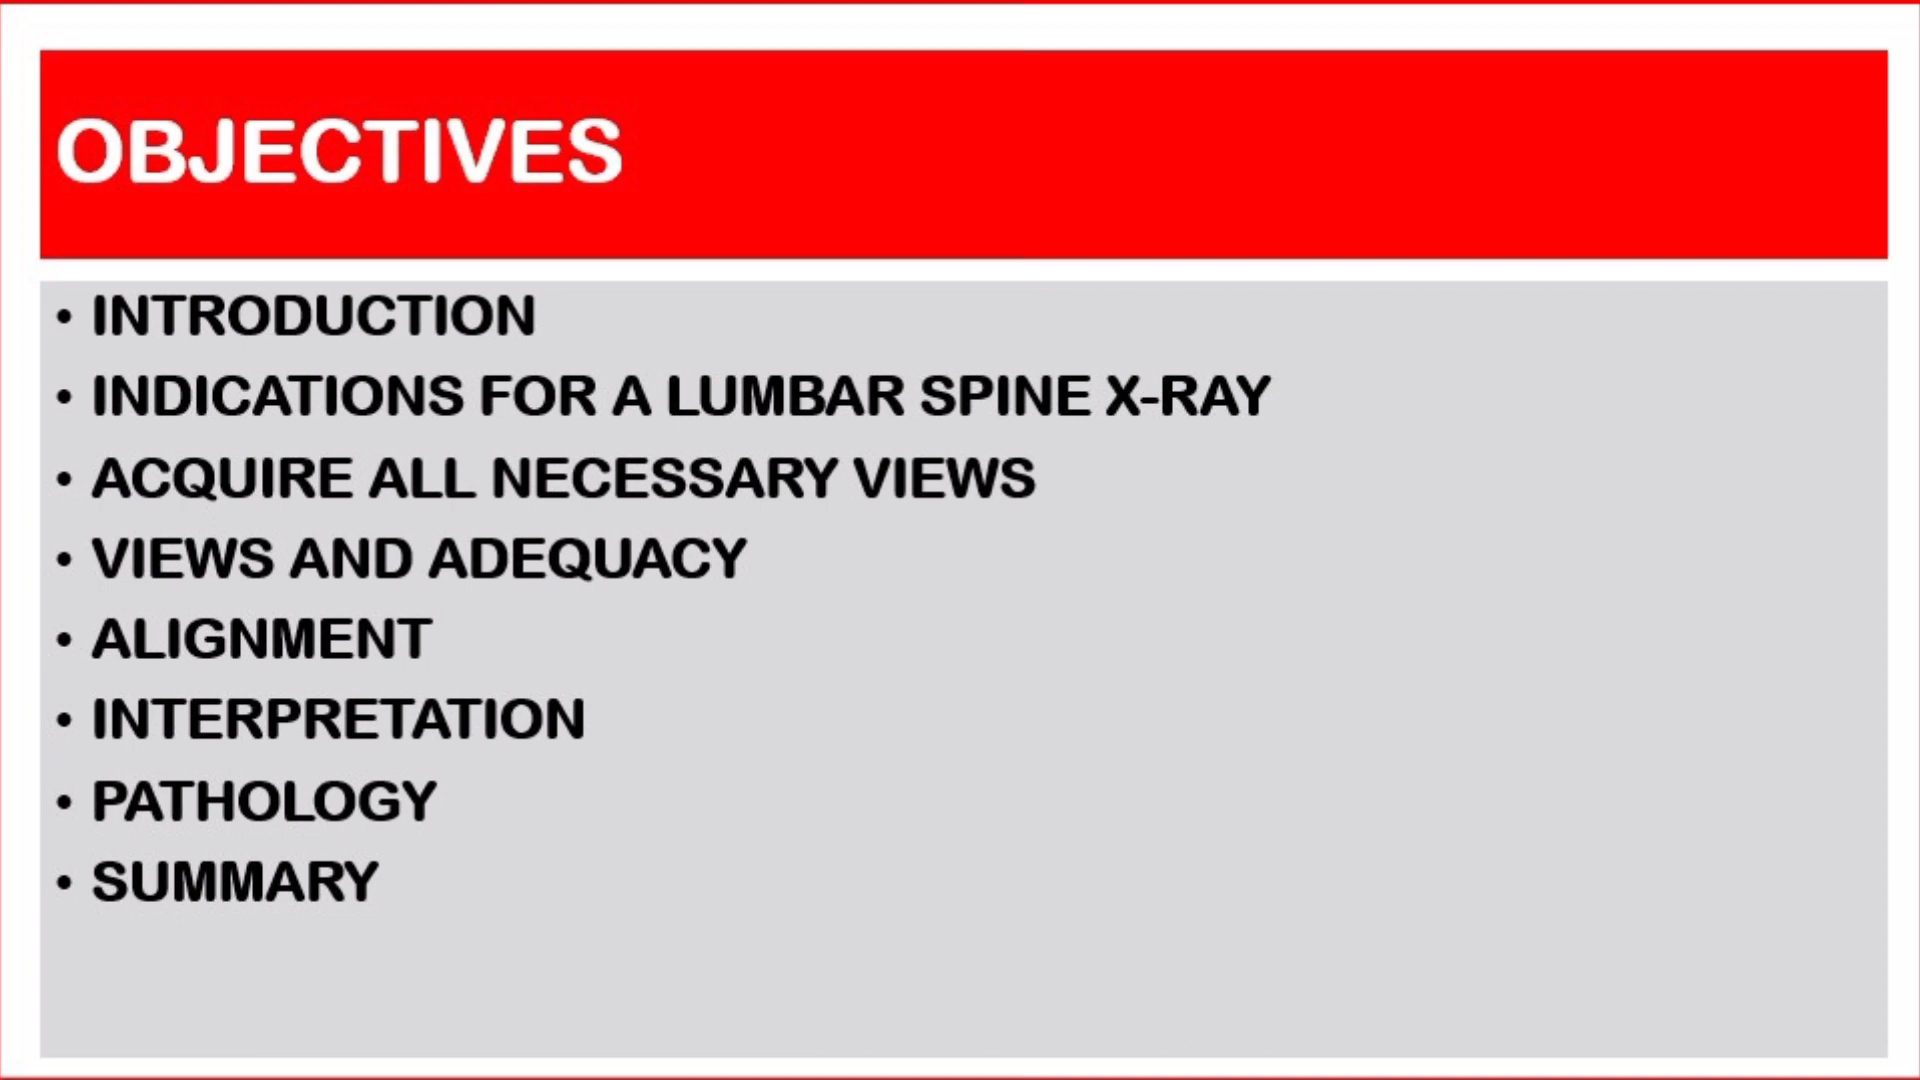 OBJECTIVES
• INTRODUCTION
• INDICATIONS FOR A LUMBAR SPINE X-RAY
• ACQUIRE ALL NECESSARY VIEWS
• VIEWS AND ADEQUACY
• ALIGNMENT
• INTERPRETATION
• PATHOLOGY
• SUMMARY